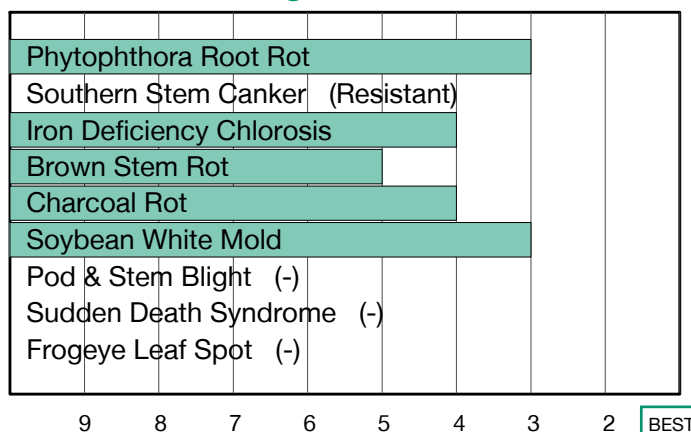 Phytophthora Root Rot
Southern Stem Canker (Resistant)
Iron Deficiency Chlorosis
Brown Stem Rot
Charcoal Rot
Soybean White Mold
Pod & Stem Blight (-)
Sudden Death Syndrome (-)
Frogeye Leaf Spot (-)
9 8 7 6 5 4 3 2 BEST